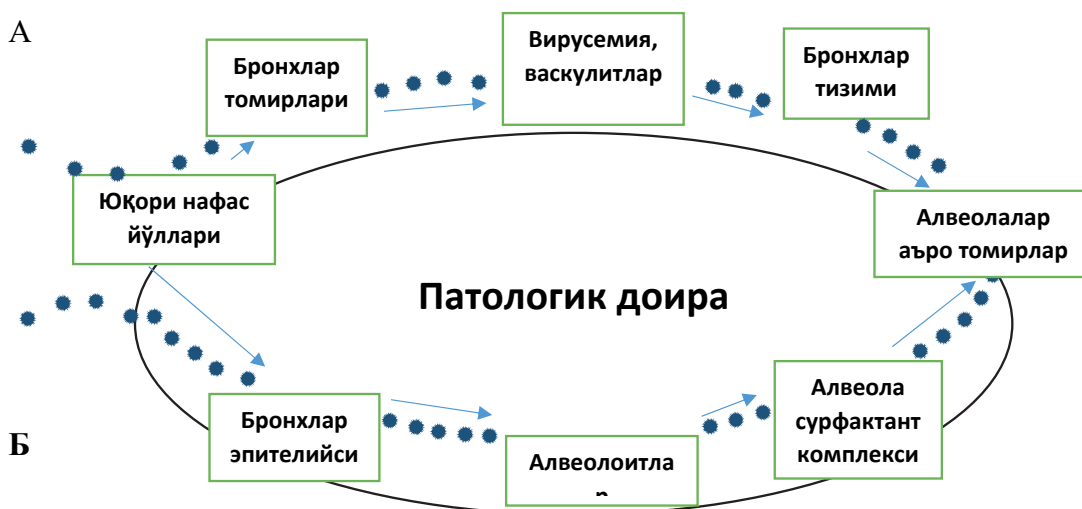 А
Бронхлар
томирлари
Вирусемия,
васкулитлар
Бронхлар
тизими
Юқори нафас
йўллари
Алвеолалар
аъро томирлар
Патологик доира
Б
Бронхлар
эпителийси
Алвеолоитла
р
Алвеола
сурфактант
комплекси